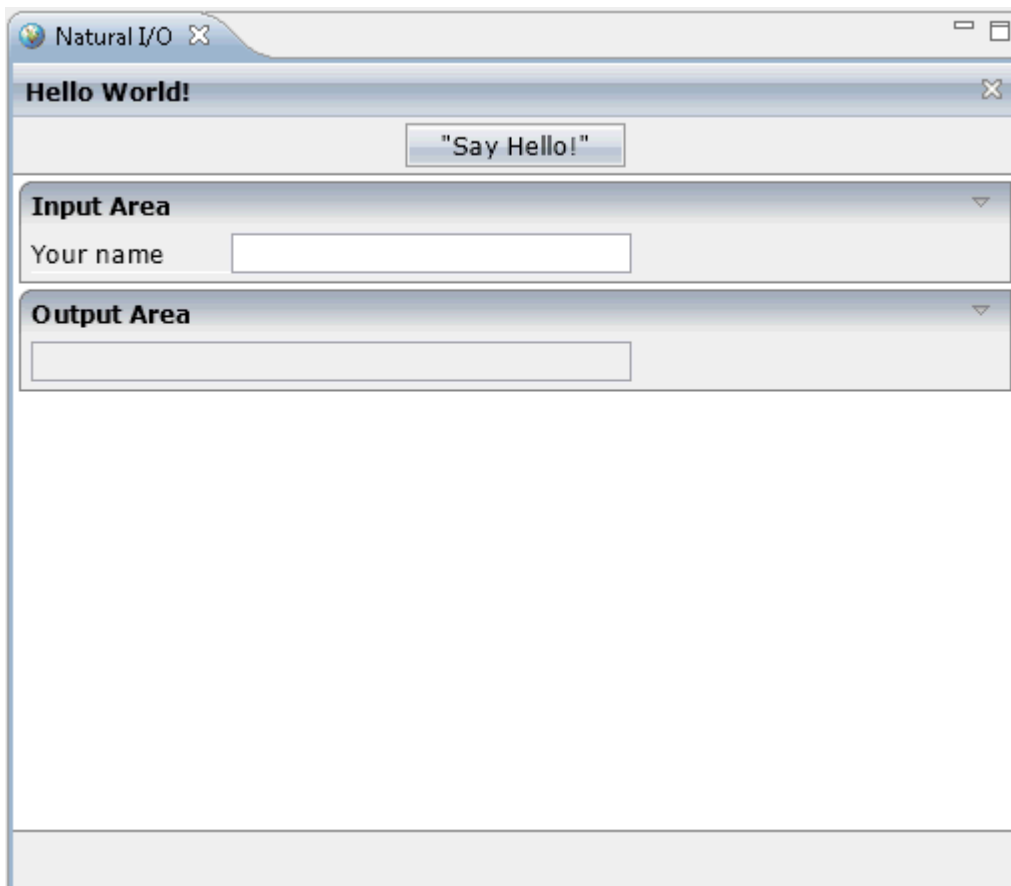 Natural I/O
Hello World!
"Say Hello!"
Input Area
Your name
Output Area